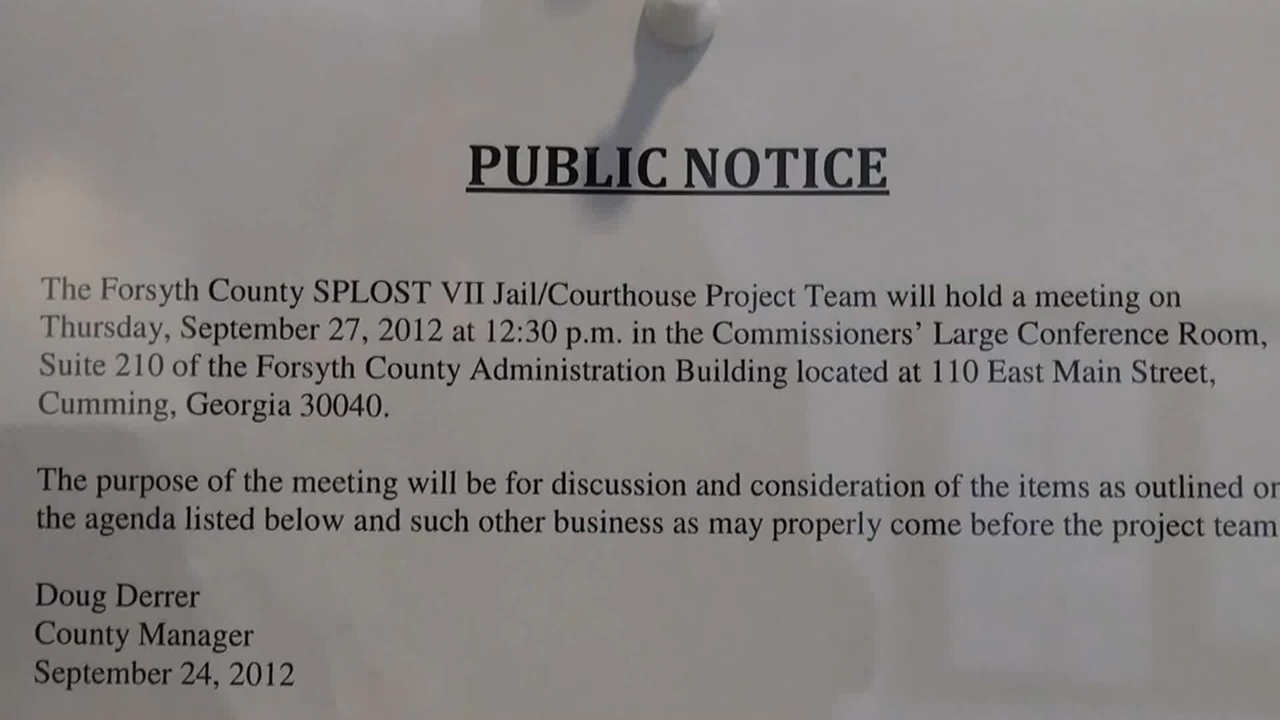 PUBLIC NOTICE
The Forsyth County SPLOST VII Jail/Courthouse Project Team will hold a meeting on
Thursday, September 27, 2012 at 12:30 p.m. in the Commissioners’ Large Conference Room,
Suite 210 of the Forsyth County Administration Building located at 110 East Main Street,
Cumming, Georgia 30040.
The purpose of the meeting will be for discussion and consideration of the items as outlined on
the agenda listed below and such other business as may properly come before the project team
Doug Derrer
County Manager
September 24, 2012